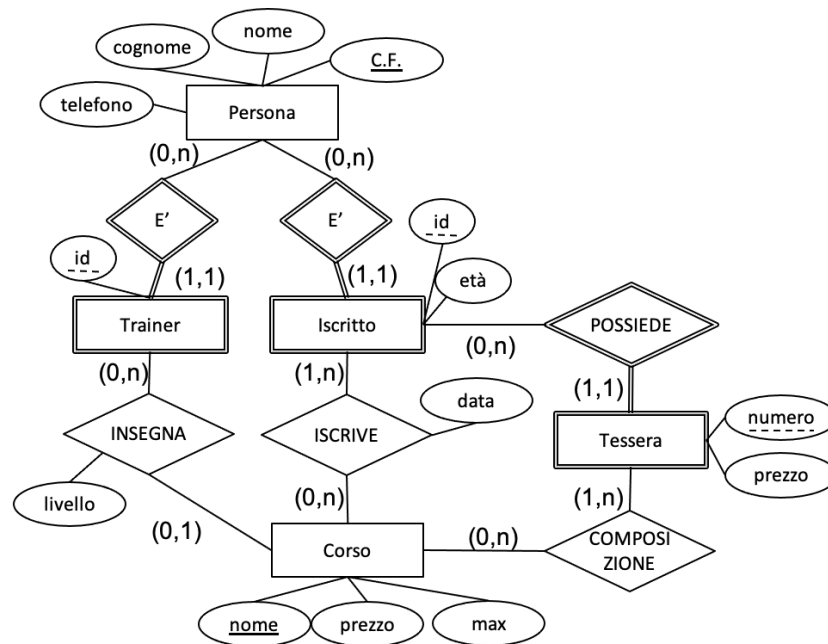 nome
cognome
C.F.
telefono
Persona
(0,n)
(0,n)
E’
E’
id
id
(1,1)
(1,1)
età
Trainer
Iscritto
POSSIEDE
(0,n)
(0,n)
(1,n)
(1,1)
data
numero
INSEGNA
ISCRIVE
Tessera
prezzo
livello
(0,n)
(1,n)
(0,1)
Corso
(0,n)
COMPOSI
ZIONE
nome
prezzo
max